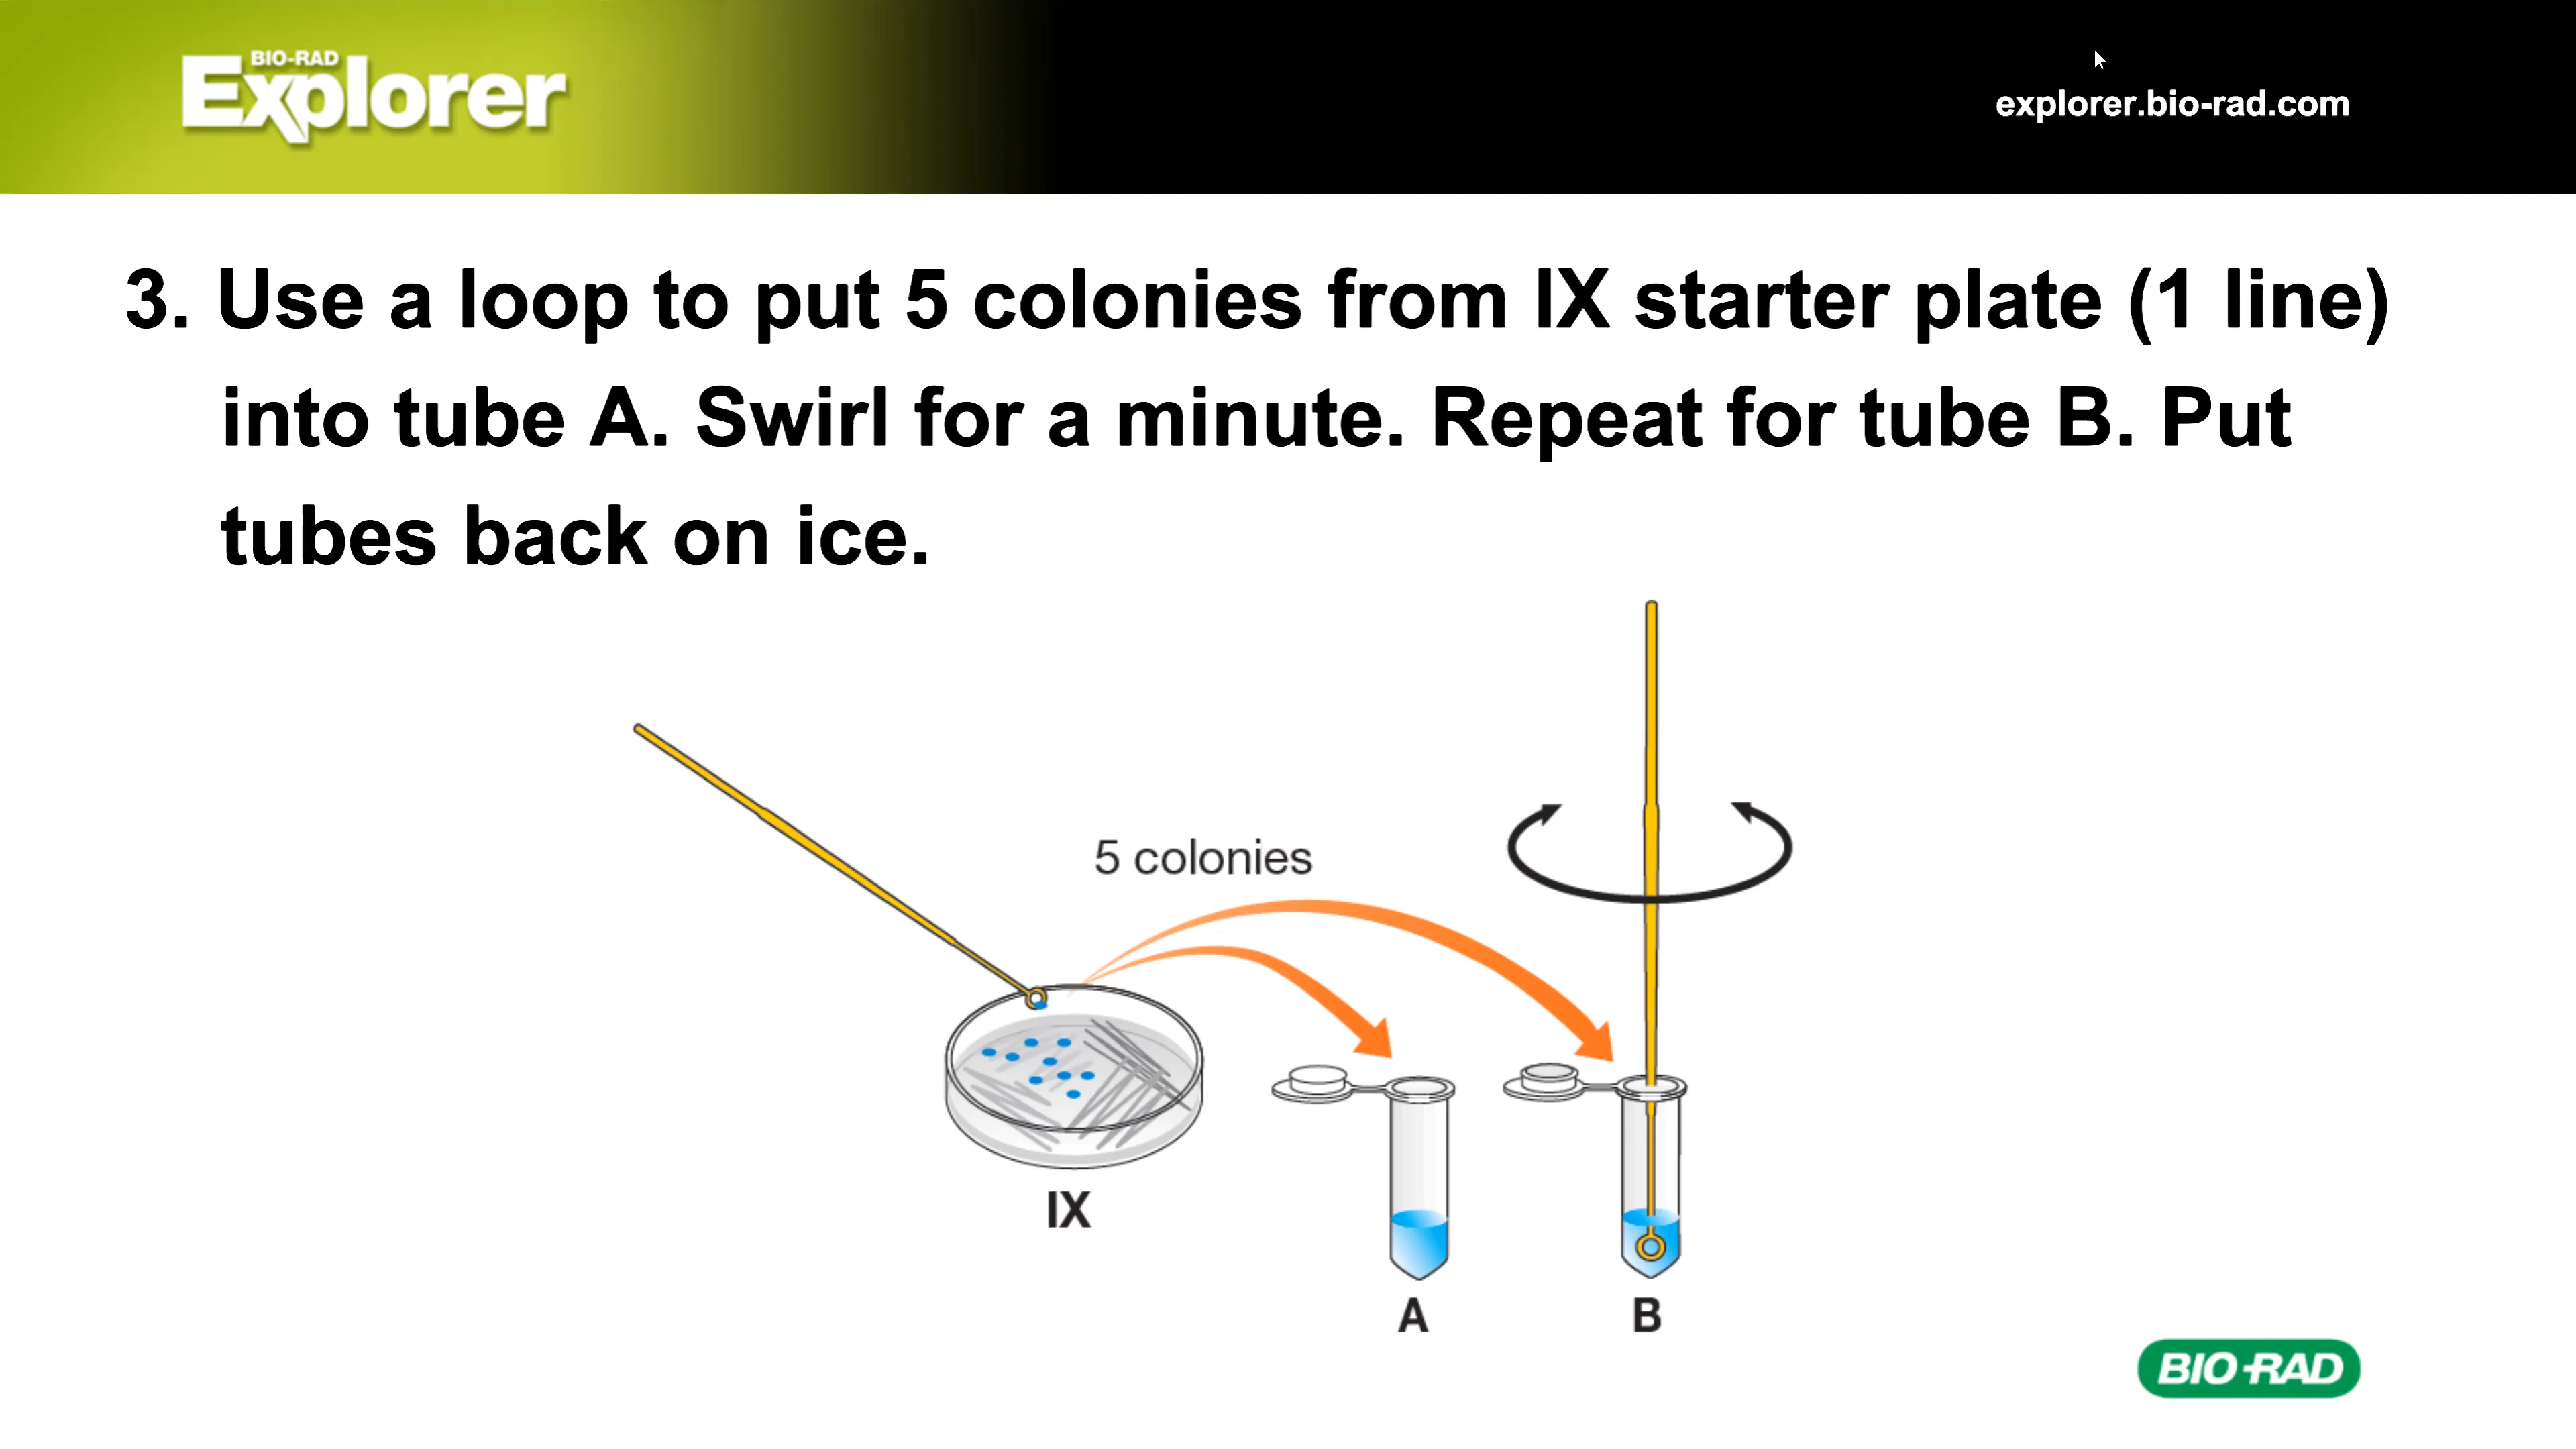 BIO-RAD
Explorer
explorer.bio-rad.com
3. Use a loop to put 5 colonies from IX starter plate (1 line)
into tube A. Swirl for a minute. Repeat for tube B. Put
tubes back on ice.
5 colonies
IX
A
B
BIO-RAD